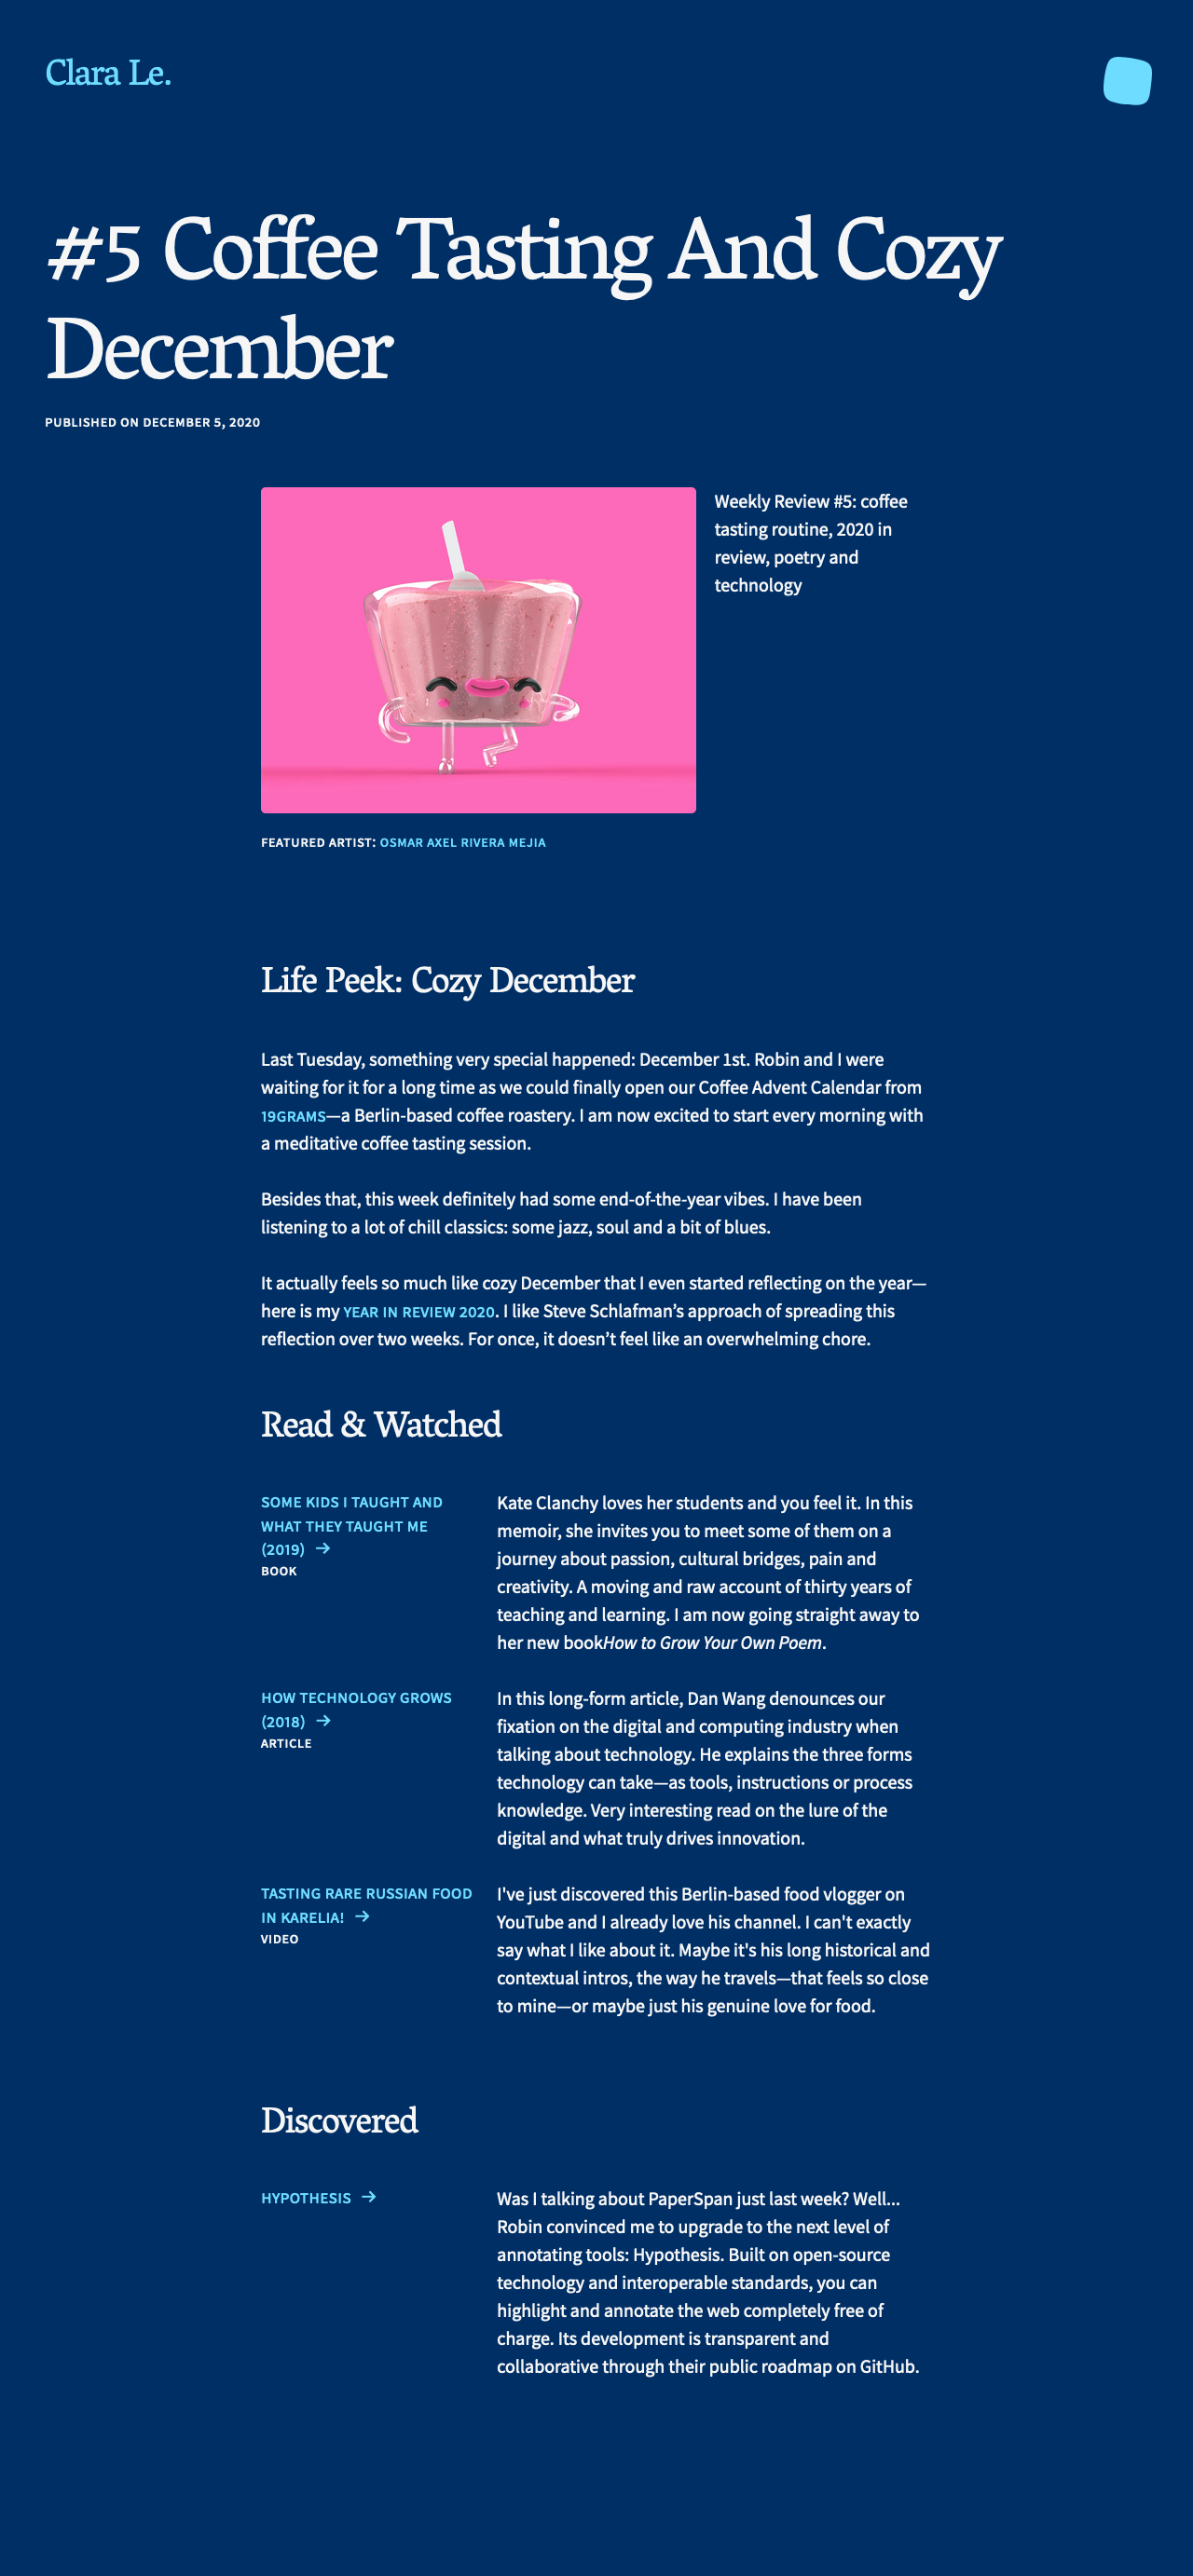 Clara Le.
#5 Coffee Tasting And Cozy
December
PUBLISHED ON DECEMBER 5, 2020
Weekly Review #5: coffee
tasting routine, 2020 in
review, poetry and
technology
FEATURED ARTIST: OSMAR AXEL RIVERA MEJIA
Life Peek: Cozy December
Last Tuesday, something very special happened: December 1st. Robin and I were
waiting for it for a long time as we could finally open our Coffee Advent Calendar from
19GRAMS—a Berlin-based coffee roastery. I am now excited to start every morning with
a meditative coffee tasting session.
Besides that, this week definitely had some end-of-the-year vibes. I have been
listening to a lot of chill classics: some jazz, soul and a bit of blues.
It actually feels so much like cozy December that I even started reflecting on the year—
here is my YEAR IN REVIEW 2020. I like Steve Schlafman’s approach of spreading this
reflection over two weeks. For once, it doesn’t feel like an overwhelming chore.
Read & Watched
SOME KIDS I TAUGHT AND
WHAT THEY TAUGHT ME
(2019) →
BOOK
Kate Clanchy loves her students and you feel it. In this
memoir, she invites you to meet some of them on a
journey about passion, cultural bridges, pain and
creativity. A moving and raw account of thirty years of
teaching and learning. I am now going straight away to
her new bookHow to Grow Your Own Poem.
HOW TECHNOLOGY GROWS
(2018) →
ARTICLE
In this long-form article, Dan Wang denounces our
fixation on the digital and computing industry when
talking about technology. He explains the three forms
technology can take—as tools, instructions or process
knowledge. Very interesting read on the lure of the
digital and what truly drives innovation.
TASTING RARE RUSSIAN FOOD
IN KARELIA! →
VIDEO
I've just discovered this Berlin-based food vlogger on
YouTube and I already love his channel. I can't exactly
say what I like about it. Maybe it's his long historical and
contextual intros, the way he travels—that feels so close
to mine—or maybe just his genuine love for food.
Discovered
HYPOTHESIS →
Was I talking about PaperSpan just last week? Well...
Robin convinced me to upgrade to the next level of
annotating tools: Hypothesis. Built on open-source
technology and interoperable standards, you can
highlight and annotate the web completely free of
charge. Its development is transparent and
collaborative through their public roadmap on GitHub.